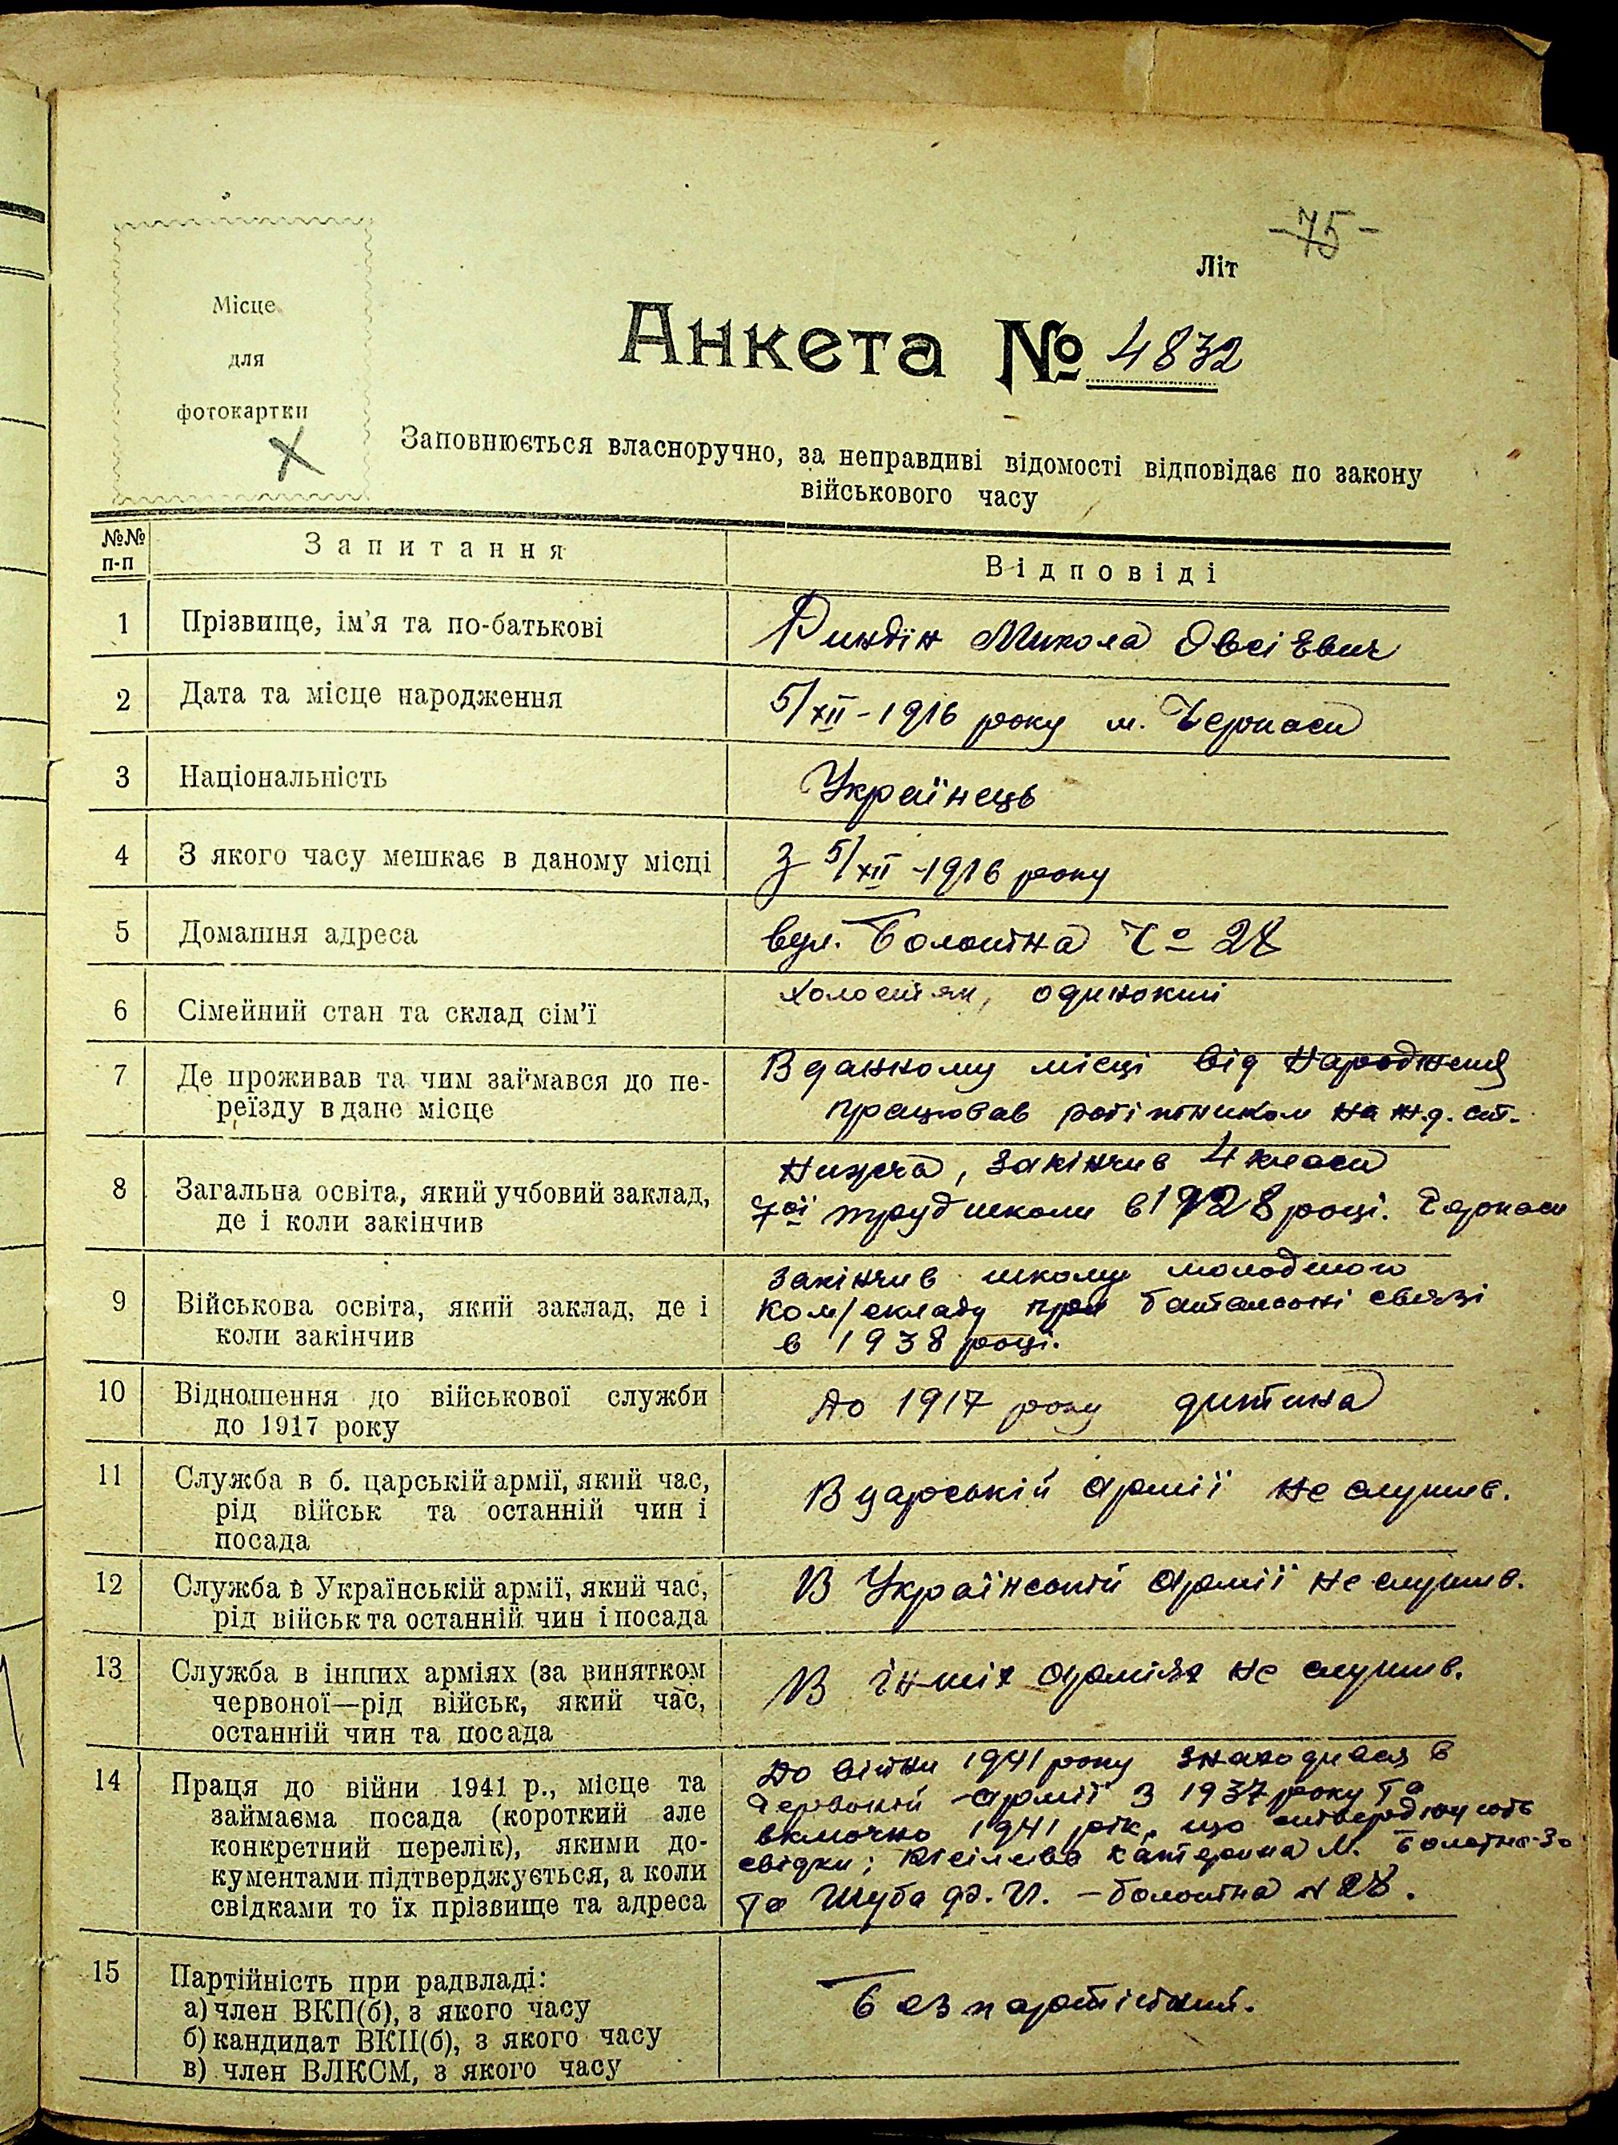 -75-
Літ
Місце
для
фотокартки
Анкета № 4832
Заповнюється власноручно, за неправдиві відомості відповідає по закону
військового часу
№№ п-п Запитання Відповіді
1 Прізвище, ім'я та по-батькові Риндін Микола Овсієвич
2 Дата та місце народження 5/XII-1916 року м. Черкаси
3 Національність Українець
4 З якого часу мешкає в даному місці З 5/XII-1916 року
5 Домашня адреса вул. Болотна
6 Сімейний стан та склад сім'ї холостяк, одинокий
7 Де проживав та чим займався до пе-
реїзду в дане місце
В данному місці від народження
працював робітником на ж.д. ст.
8 Загальна освіта, який учбовий заклад,
де і коли закінчив
Нижча, закінчив 4 класи
7ої трудшколи в 1928 році. Черкаси
9 Військова освіта, який заклад, де і
коли закінчив
закінчив школу молодшого
ком/складу при батальоні связі
в 1938 році.
10 Відношення до військової служби
до 1917 року
До 1917 року дитина
11 Служба в б. царській армії, який час,
рід військ та останній чин і
посада
В царській армії не служив.
12 Служба в Українській армії, який час,
рід військ та останній чин і посада
В Українській армії не служив.
13 Служба в інших арміях (за винятком
червоної—рід військ, який час,
останній чин та посада
В інших арміях не служив.
14 Праця до війни 1941 р., місце та
займаєма посада (короткий але
конкретний перелік), якими до-
кументами підтверджується, а коли
свідками то їх прізвище та адреса
До війни 1941 року знаходився в
Червоній армії З 1937 року та
включно 1941 рік, що
свідки; Катерина М. Болотна
та Шуба - Болотна
15 Партійність при радвладі:
а) член ВКП(б), з якого часу
б) кандидат ВКП(б), з якого часу
в) член ВЛКСМ, з якого часу
Безпартійний.